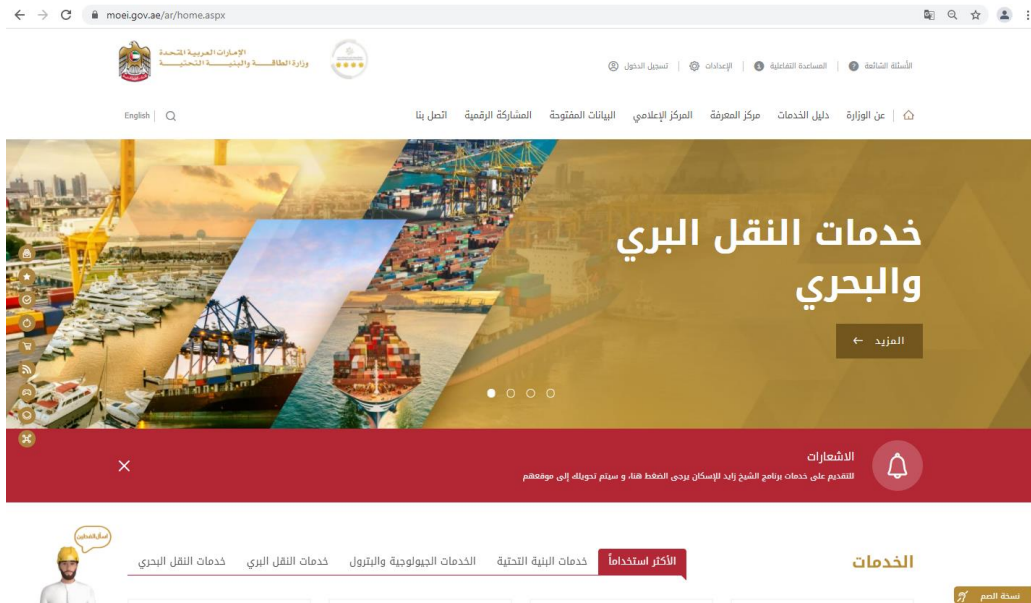 moei.gov.ae/ar/home.aspx
الإمارات العربية المتحدة
وزارة الطاقة والبنية التحتية
الأسئلة الشائعة
المساعدة التفاعلية
الإعدادات
تسجيل الدخول
عن الوزارة
دليل الخدمات
مركز المعرفة
المركز الإعلامي
البيانات المفتوحة
المشاركة الرقمية
اتصل بنا
English
خدمات النقل البري
والبحري
المزيد
الاشعارات
للتقديم على خدمات برنامج الشيخ زايد للإسكان يرجى الضغط هنا، و سيتم تحويلك إلى موقعهم
الخدمات
الأكثر استخداماً
خدمات البنية التحتية
الخدمات الجيولوجية والبترول
خدمات النقل البري
خدمات النقل البحري
نسخة الصم